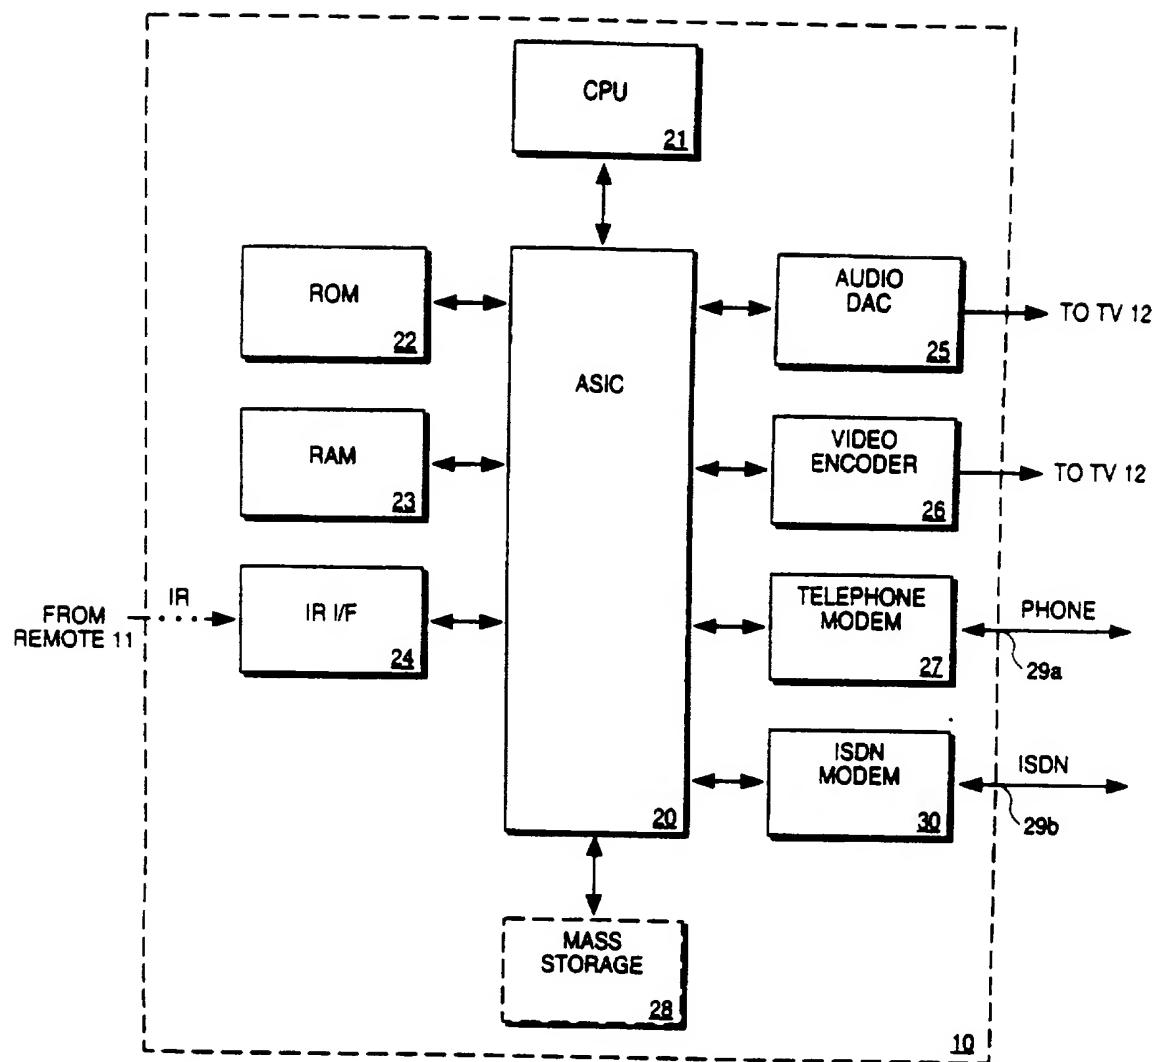 CPU
21
ROM
22
ASIC
20
AUDIO
DAC
25
TO TV 12
RAM
23
VIDEO
ENCODER
26
TO TV 12
FROM
REMOTE 11
IR
IR I/F
24
TELEPHONE
MODEM
27
PHONE
29a
ISDN
MODEM
30
ISDN
29b
MASS
STORAGE
28
10